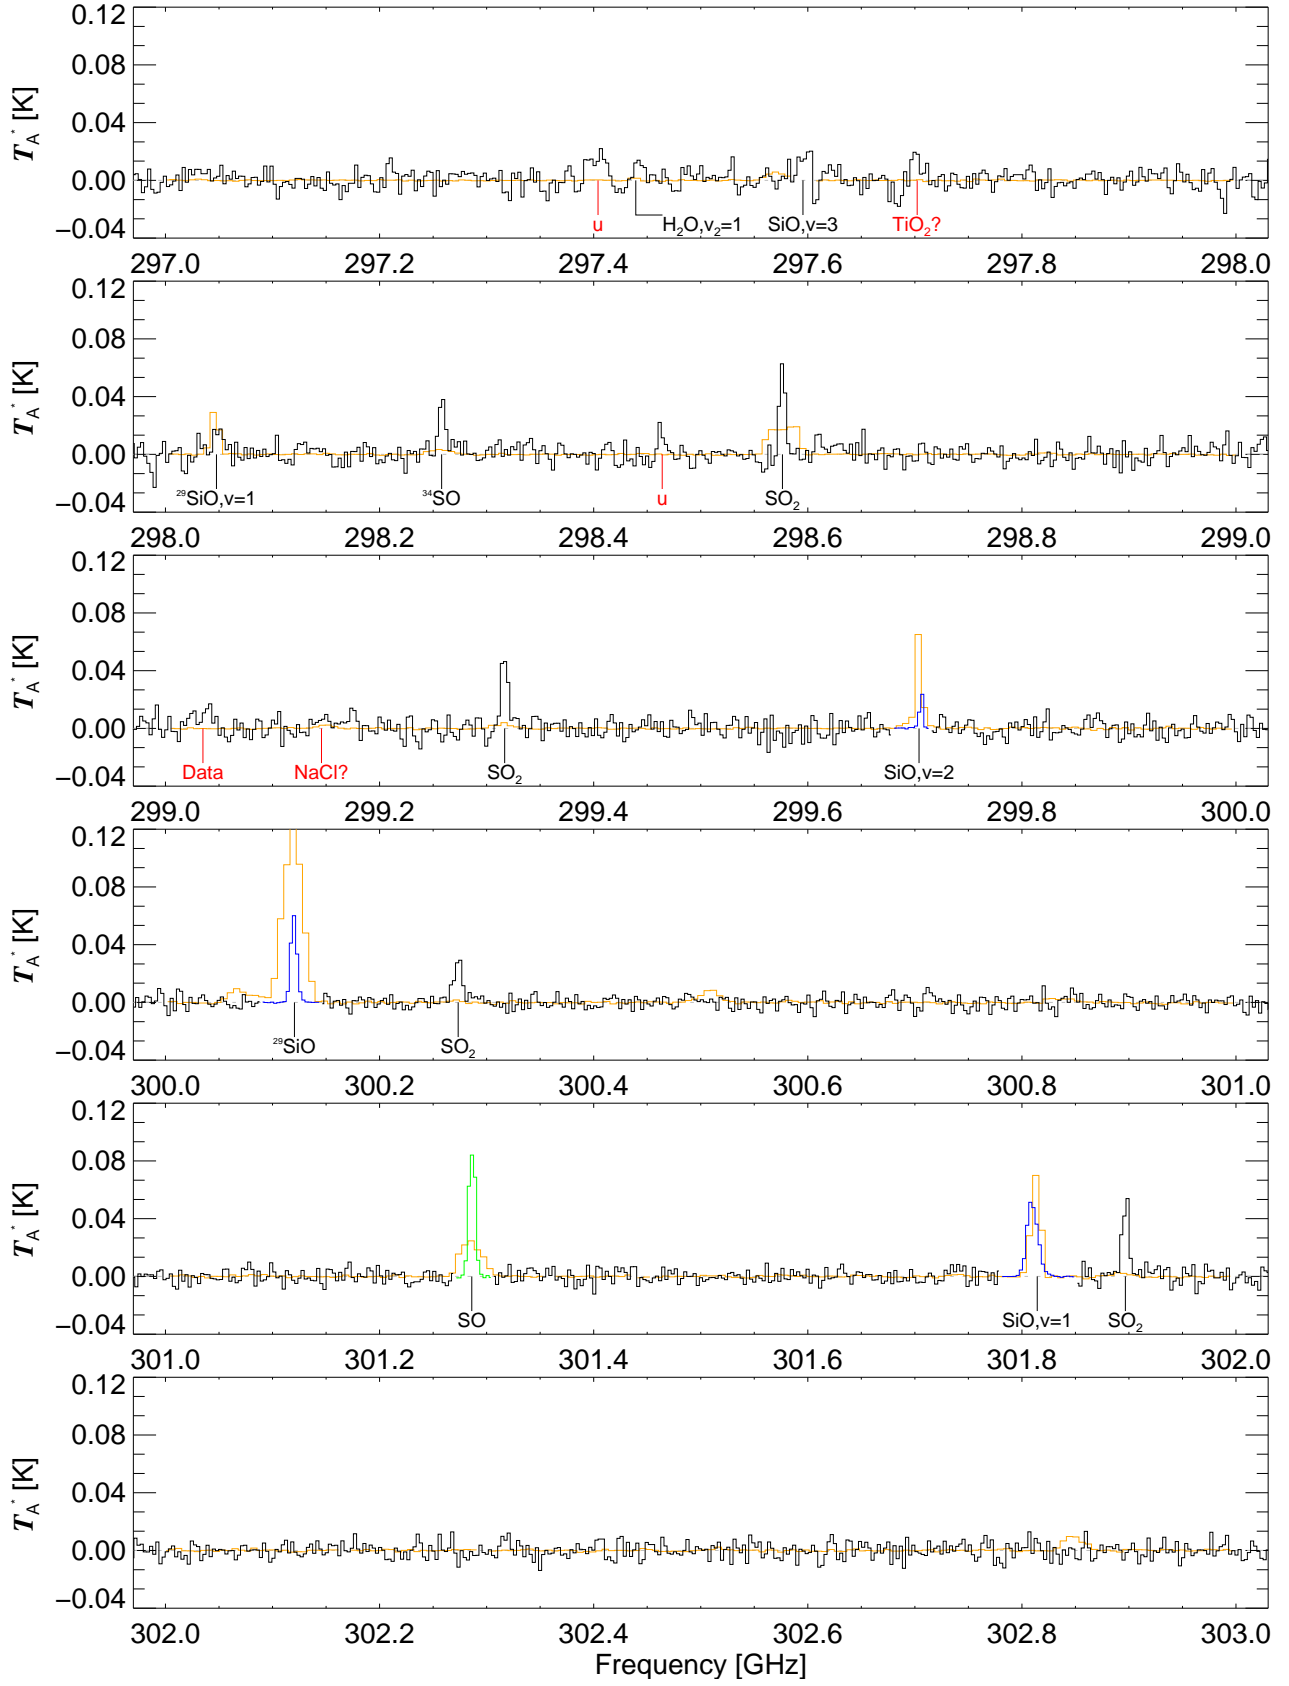 0.12
0.08
0.04
0.00
−0.04
T_A^* [K]
u
H₂O,v₂=1
SiO,v=3
TiO₂?
297.0 297.2 297.4 297.6 297.8 298.0
0.12
0.08
0.04
0.00
−0.04
T_A^* [K]
²⁹SiO,v=1
³⁴SO
u
SO₂
298.0 298.2 298.4 298.6 298.8 299.0
0.12
0.08
0.04
0.00
−0.04
T_A^* [K]
Data
NaCl?
SO₂
SiO,v=2
299.0 299.2 299.4 299.6 299.8 300.0
0.12
0.08
0.04
0.00
−0.04
T_A^* [K]
²⁹SiO
SO₂
300.0 300.2 300.4 300.6 300.8 301.0
0.12
0.08
0.04
0.00
−0.04
T_A^* [K]
SO
SiO,v=1
SO₂
301.0 301.2 301.4 301.6 301.8 302.0
0.12
0.08
0.04
0.00
−0.04
T_A^* [K]
302.0 302.2 302.4 302.6 302.8 303.0
Frequency [GHz]